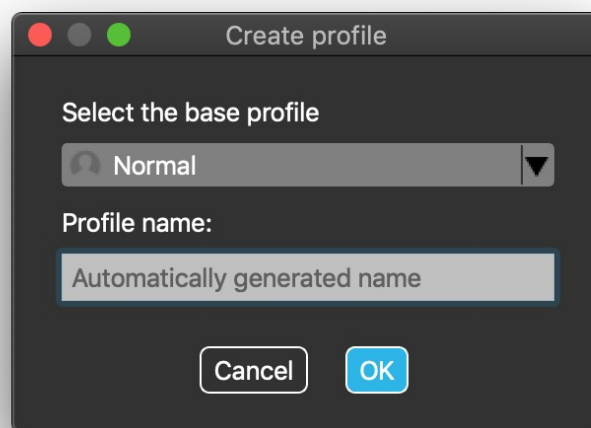 Create profile
Select the base profile
Normal
Profile name:
Automatically generated name
Cancel OK